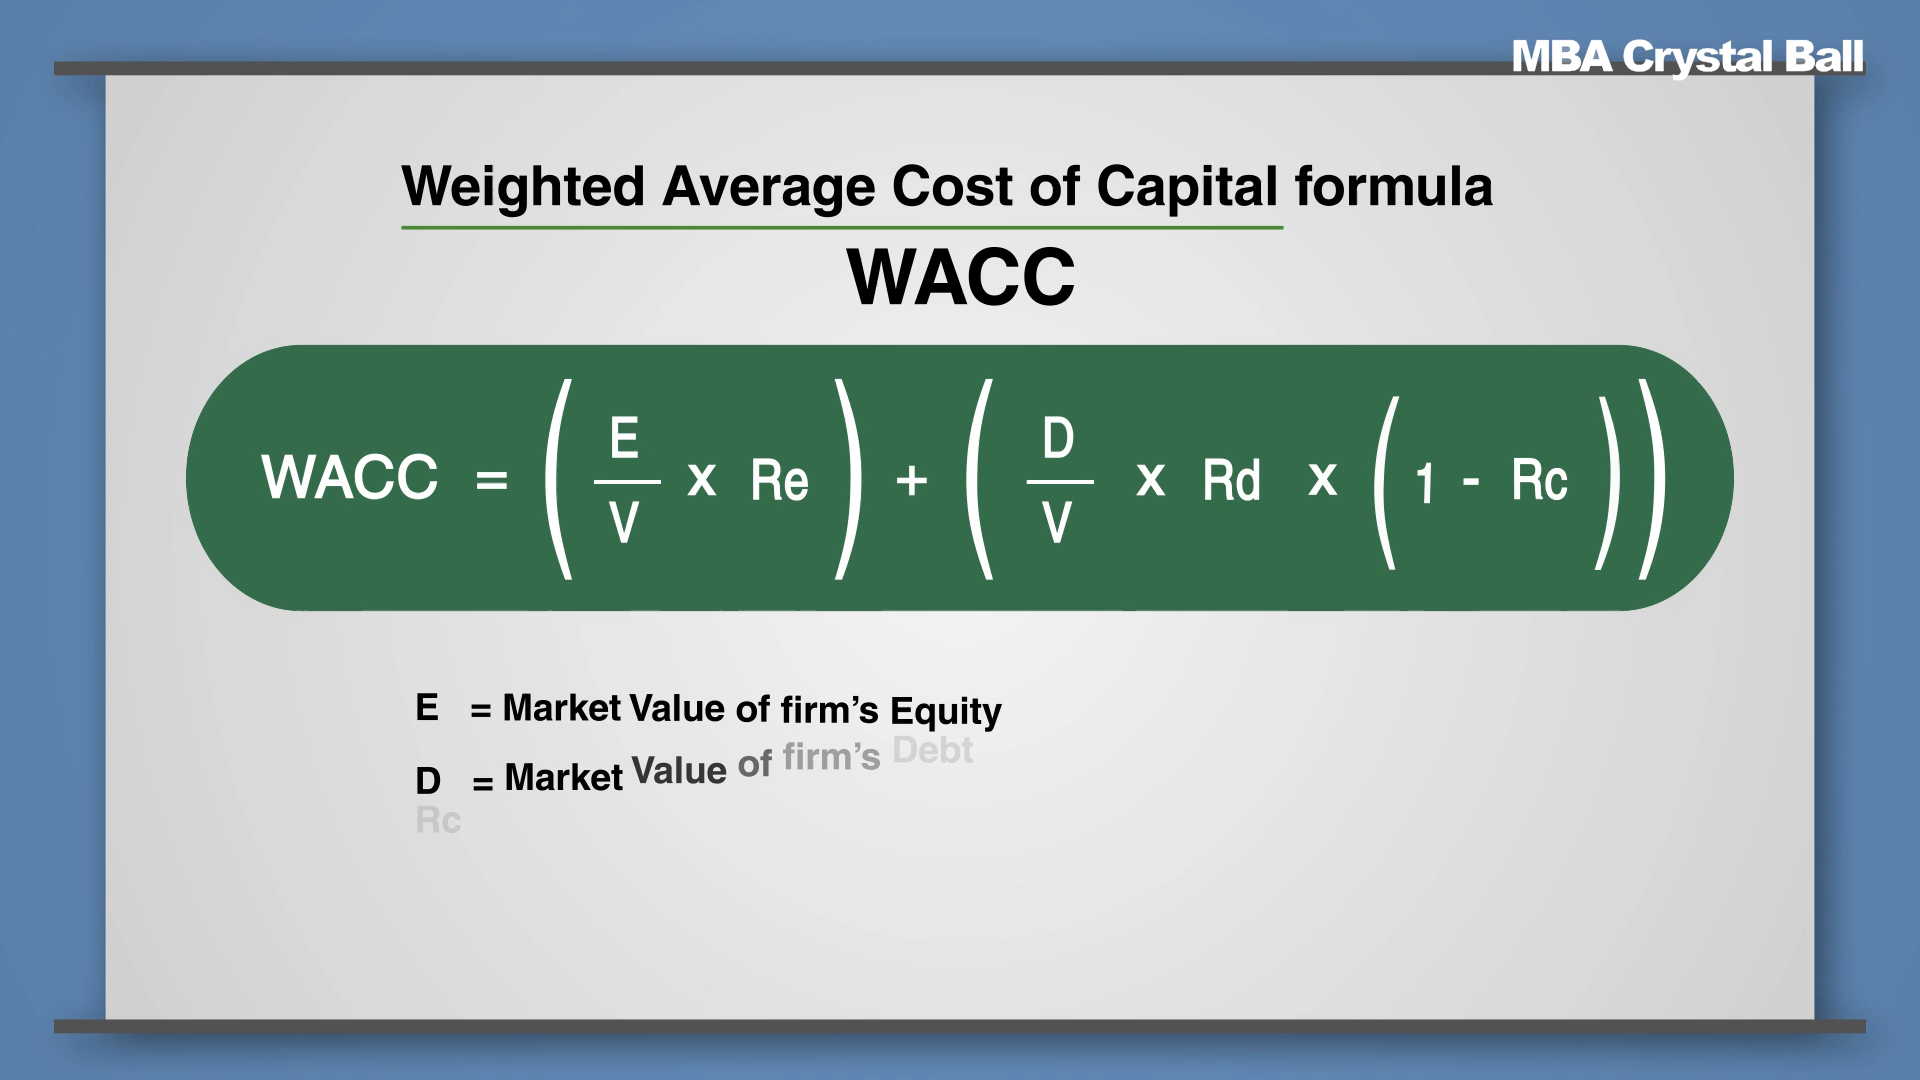 MBA Crystal Ball
Weighted Average Cost of Capital formula
WACC
WACC = ( E / V x Re ) + ( D / V x Rd x ( 1 - Rc ) )
E = Market Value of firm’s Equity
D = Market Value of firm’s Debt
Rc